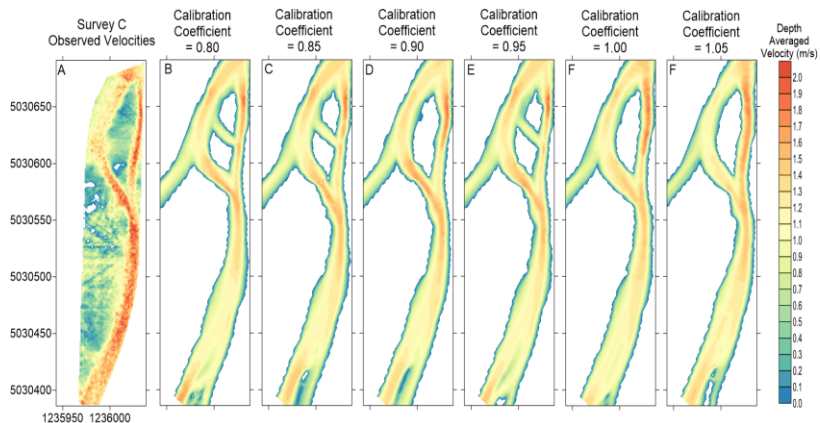 Survey C
Observed Velocities
Calibration
Coefficient
= 0.80
Calibration
Coefficient
= 0.85
Calibration
Coefficient
= 0.90
Calibration
Coefficient
= 0.95
Calibration
Coefficient
= 1.00
Calibration
Coefficient
= 1.05
Depth
Averaged
Velocity (m/s)
A
B
C
D
E
F
F
5030650
5030600
5030550
5030500
5030450
5030400
1235950 1236000
2.0
1.9
1.8
1.7
1.6
1.5
1.4
1.3
1.2
1.1
1.0
0.9
0.8
0.7
0.6
0.5
0.4
0.3
0.2
0.1
0.0